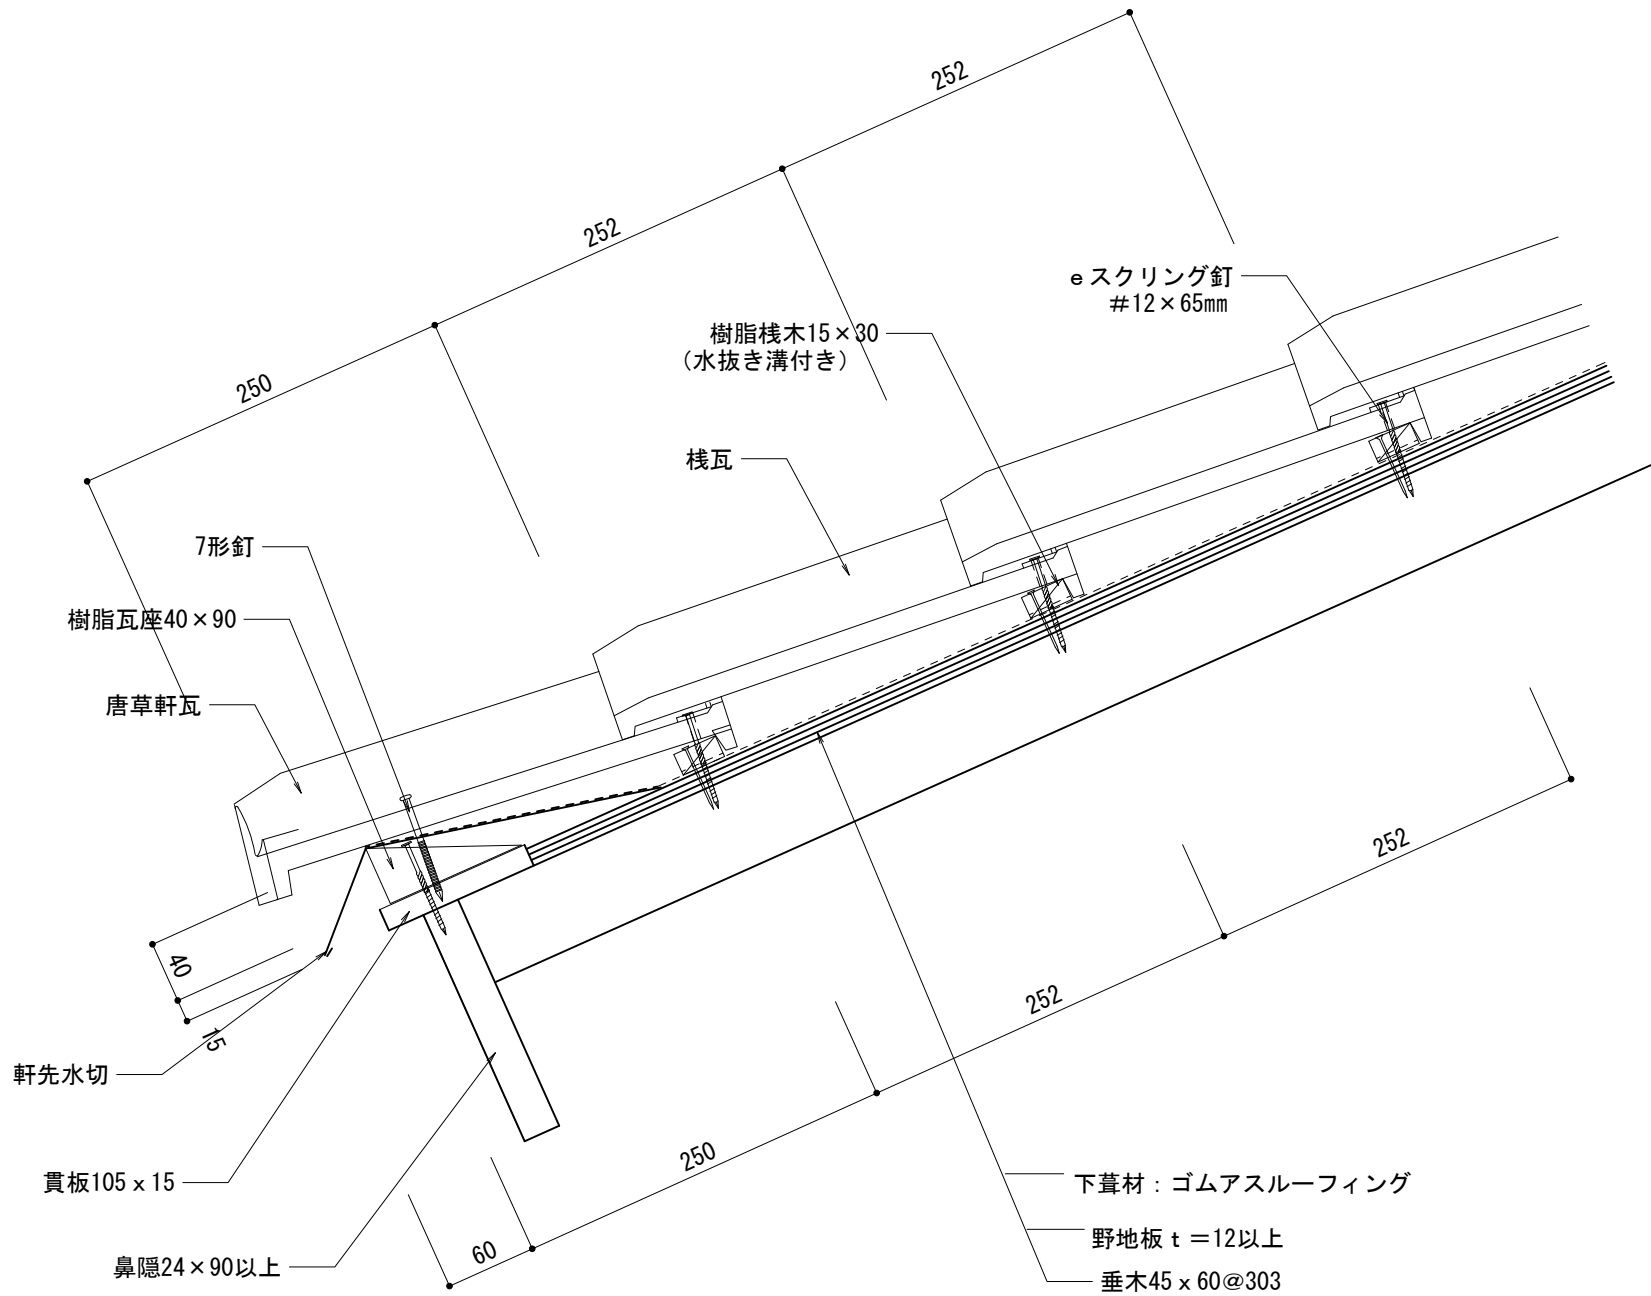 252
252
250
eスクリング釘
#12×65mm
樹脂桟木15×30
(水抜き溝付き)
桟瓦
7形釘
樹脂瓦座40×90
唐草軒瓦
40
15
軒先水切
貫板105x15
鼻隠24×90以上
252
252
250
60
下葺材：ゴムアスルーフィング
野地板t=12以上
垂木45x60@303